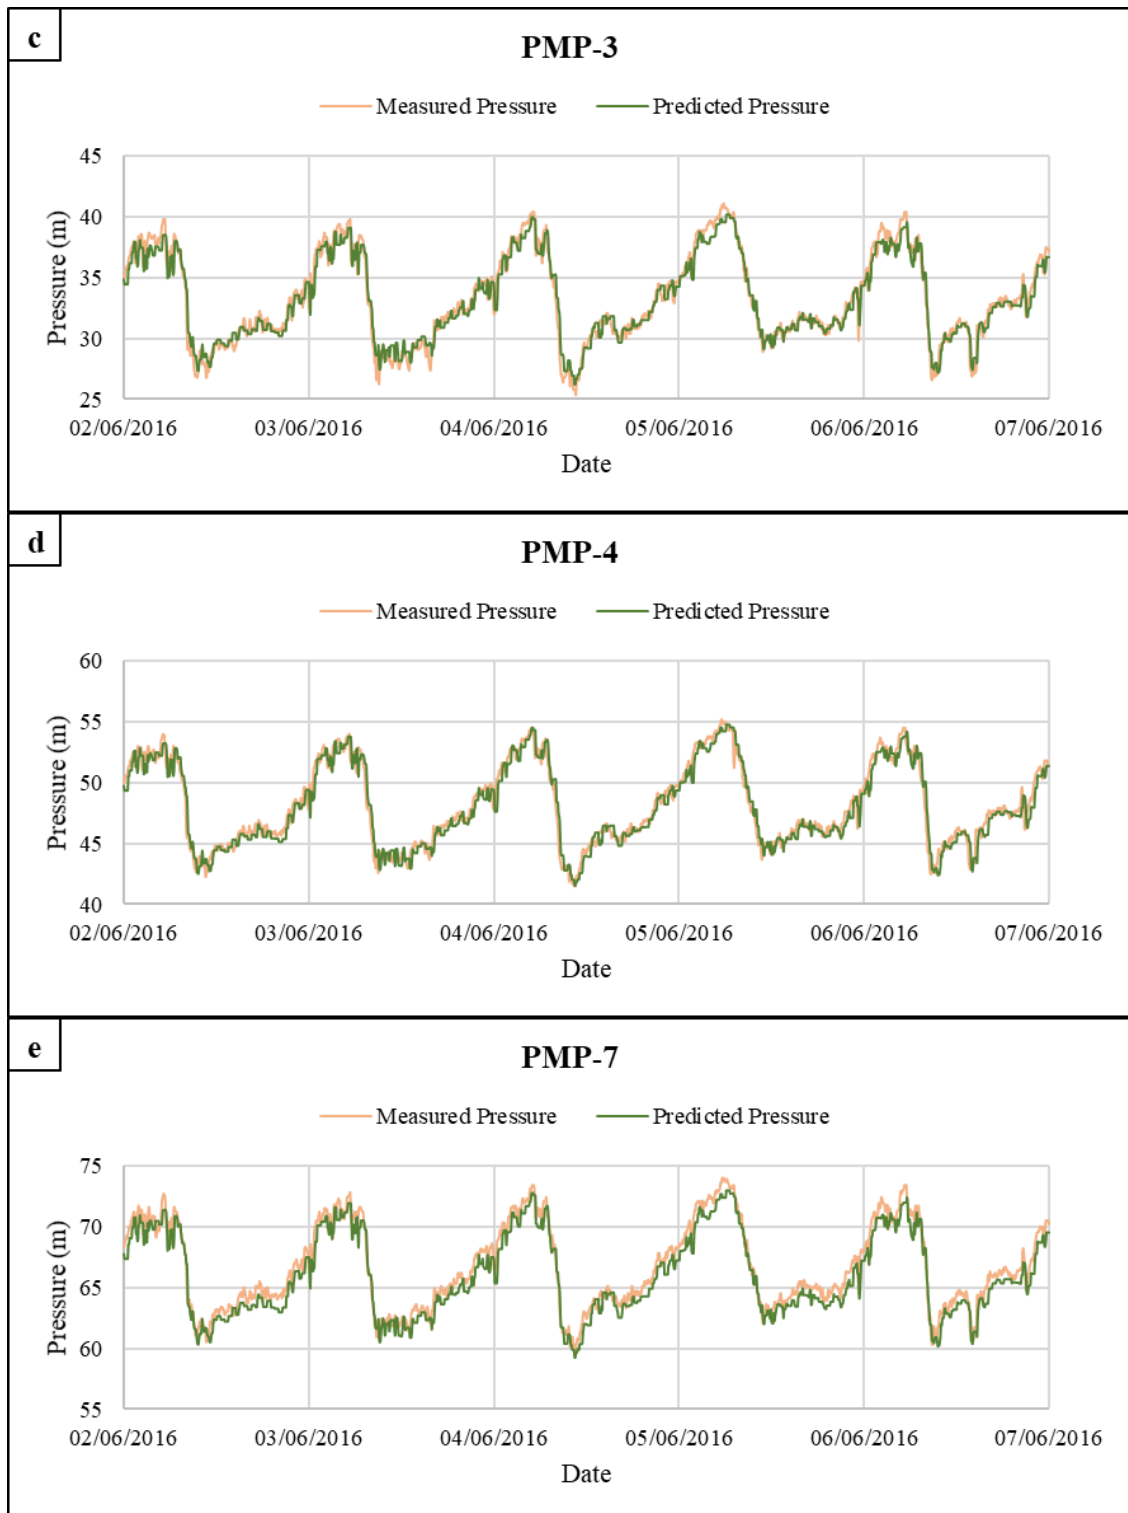 c
PMP-3
Measured Pressure Predicted Pressure
45
40
35
30
25
Pressure (m)
02/06/2016 03/06/2016 04/06/2016 05/06/2016 06/06/2016 07/06/2016
Date
d
PMP-4
Measured Pressure Predicted Pressure
60
55
50
45
40
Pressure (m)
02/06/2016 03/06/2016 04/06/2016 05/06/2016 06/06/2016 07/06/2016
Date
e
PMP-7
Measured Pressure Predicted Pressure
75
70
65
60
55
Pressure (m)
02/06/2016 03/06/2016 04/06/2016 05/06/2016 06/06/2016 07/06/2016
Date